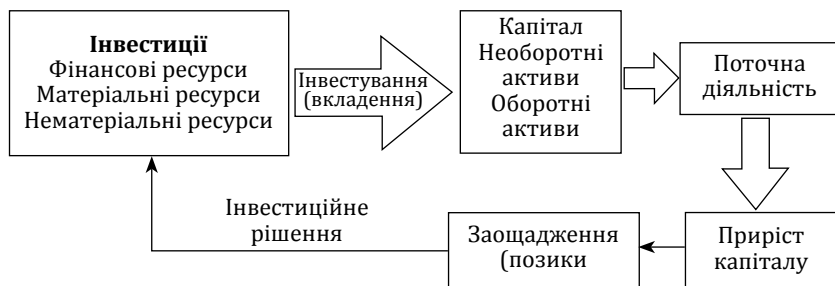 Інвестиції
Фінансові ресурси
Матеріальні ресурси
Нематеріальні ресурси
Інвестування
(вкладення)
Капітал
Необоротні
активи
Оборотні
активи
Поточна
діяльність
Інвестиційне
рішення
Заощадження
(позики
Приріст
капіталу